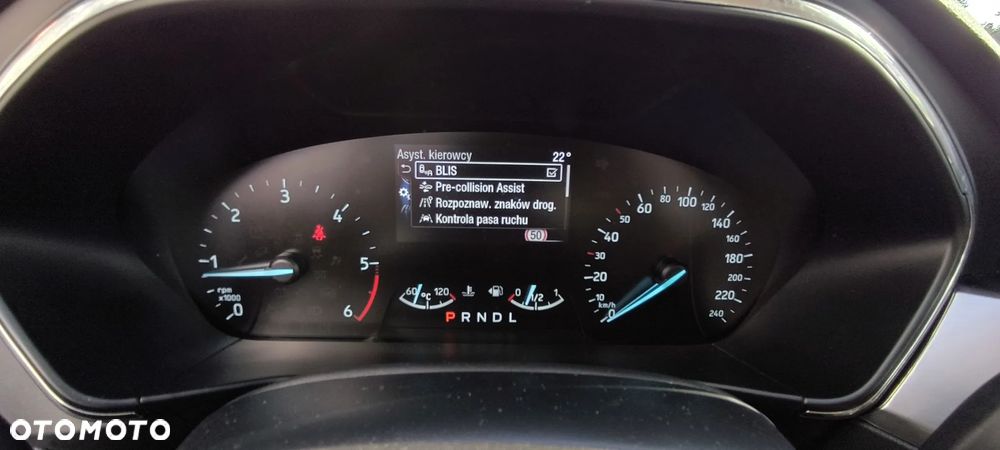 Asyst. kierowcy 22°
BLIS
Pre-collision Assist
Rozpoznaw. znaków drog.
Kontrola pasa ruchu
50
0 1 2 3 4 5 6
rpm
x1000
0 10 20 30 40 50 60 80 100 120 140 160 180 200 220 240
km/h
60 °C 120
0 1/2 1
P R N D L
OTOMOTO